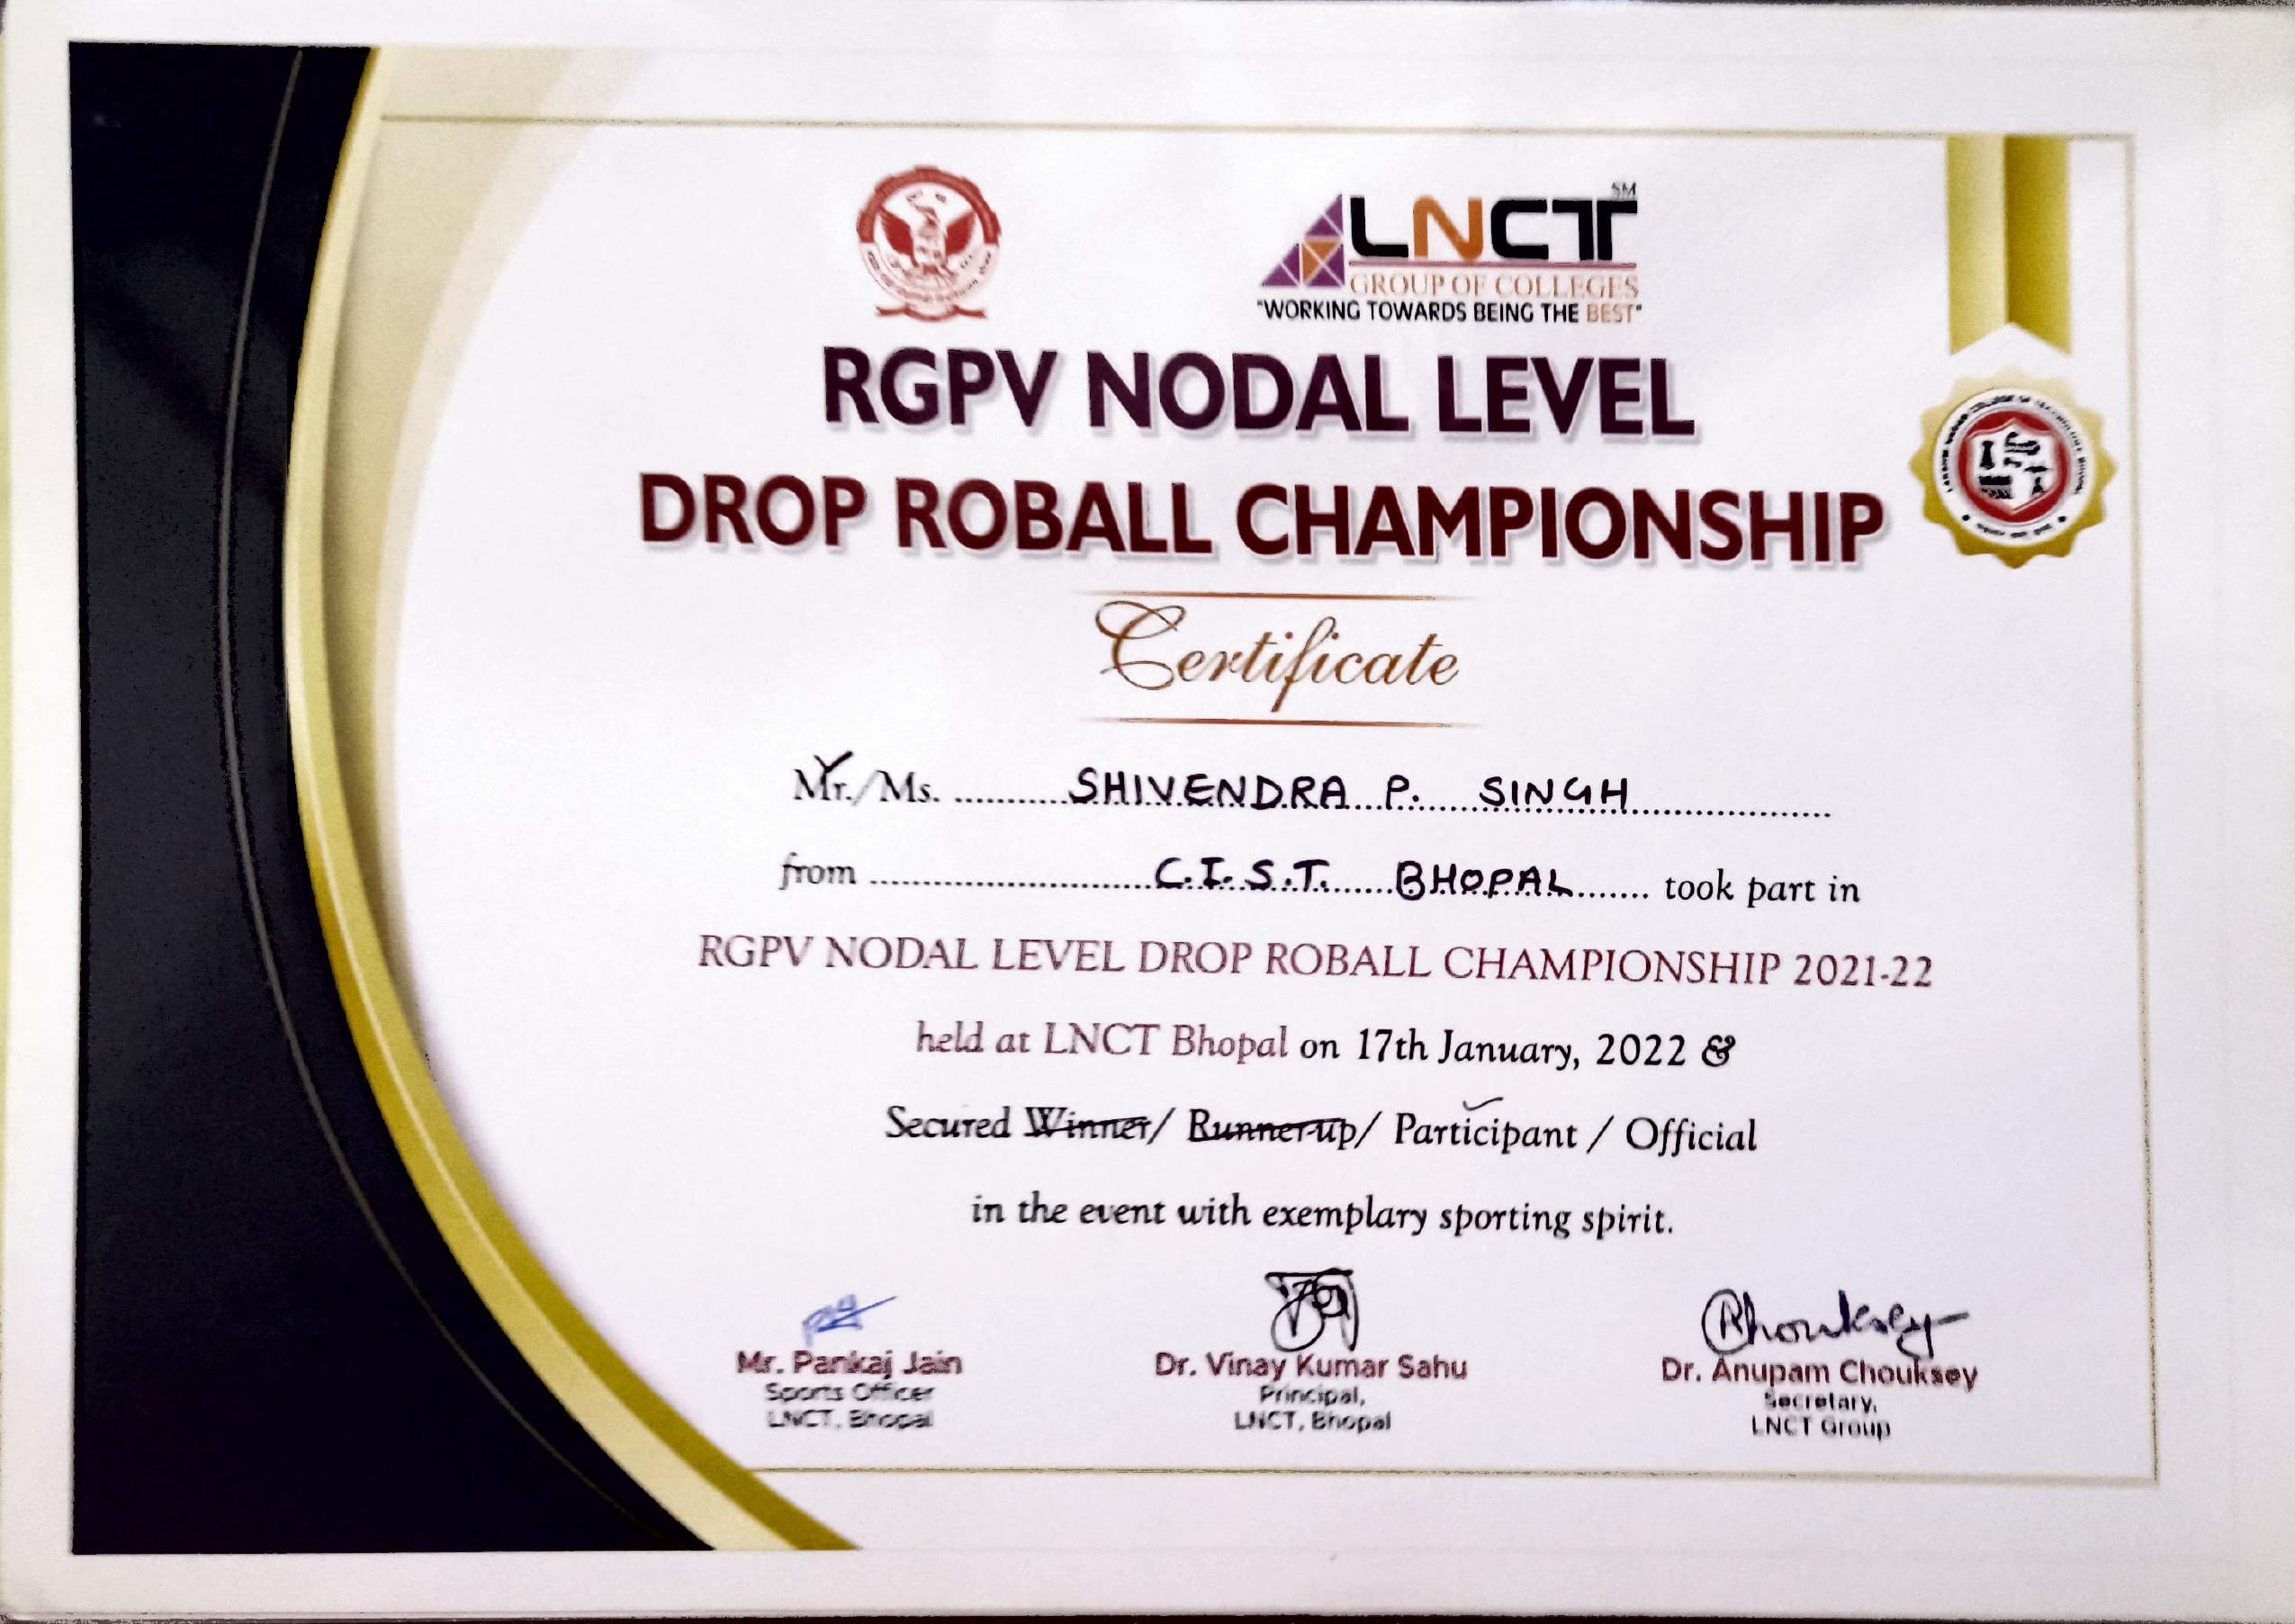 LNCT SM
GROUP OF COLLEGES
"WORKING TOWARDS BEING THE BEST"
RGPV NODAL LEVEL
DROP ROBALL CHAMPIONSHIP
Certificate
Mr./Ms. ...........SHIVENDRA P. SINGH....................
from ............................C.I.S.T. BHOPAL....... took part in
RGPV NODAL LEVEL DROP ROBALL CHAMPIONSHIP 2021-22
held at LNCT Bhopal on 17th January, 2022 &
Secured Winner/ Runner-up/ Participant / Official
in the event with exemplary sporting spirit.
Mr. Pankaj Jain
Sports Officer
LNCT, Bhopal
Dr. Vinay Kumar Sahu
Principal,
LNCT, Bhopal
Chouksey
Dr. Anupam Chouksey
Secretary,
LNCT Group